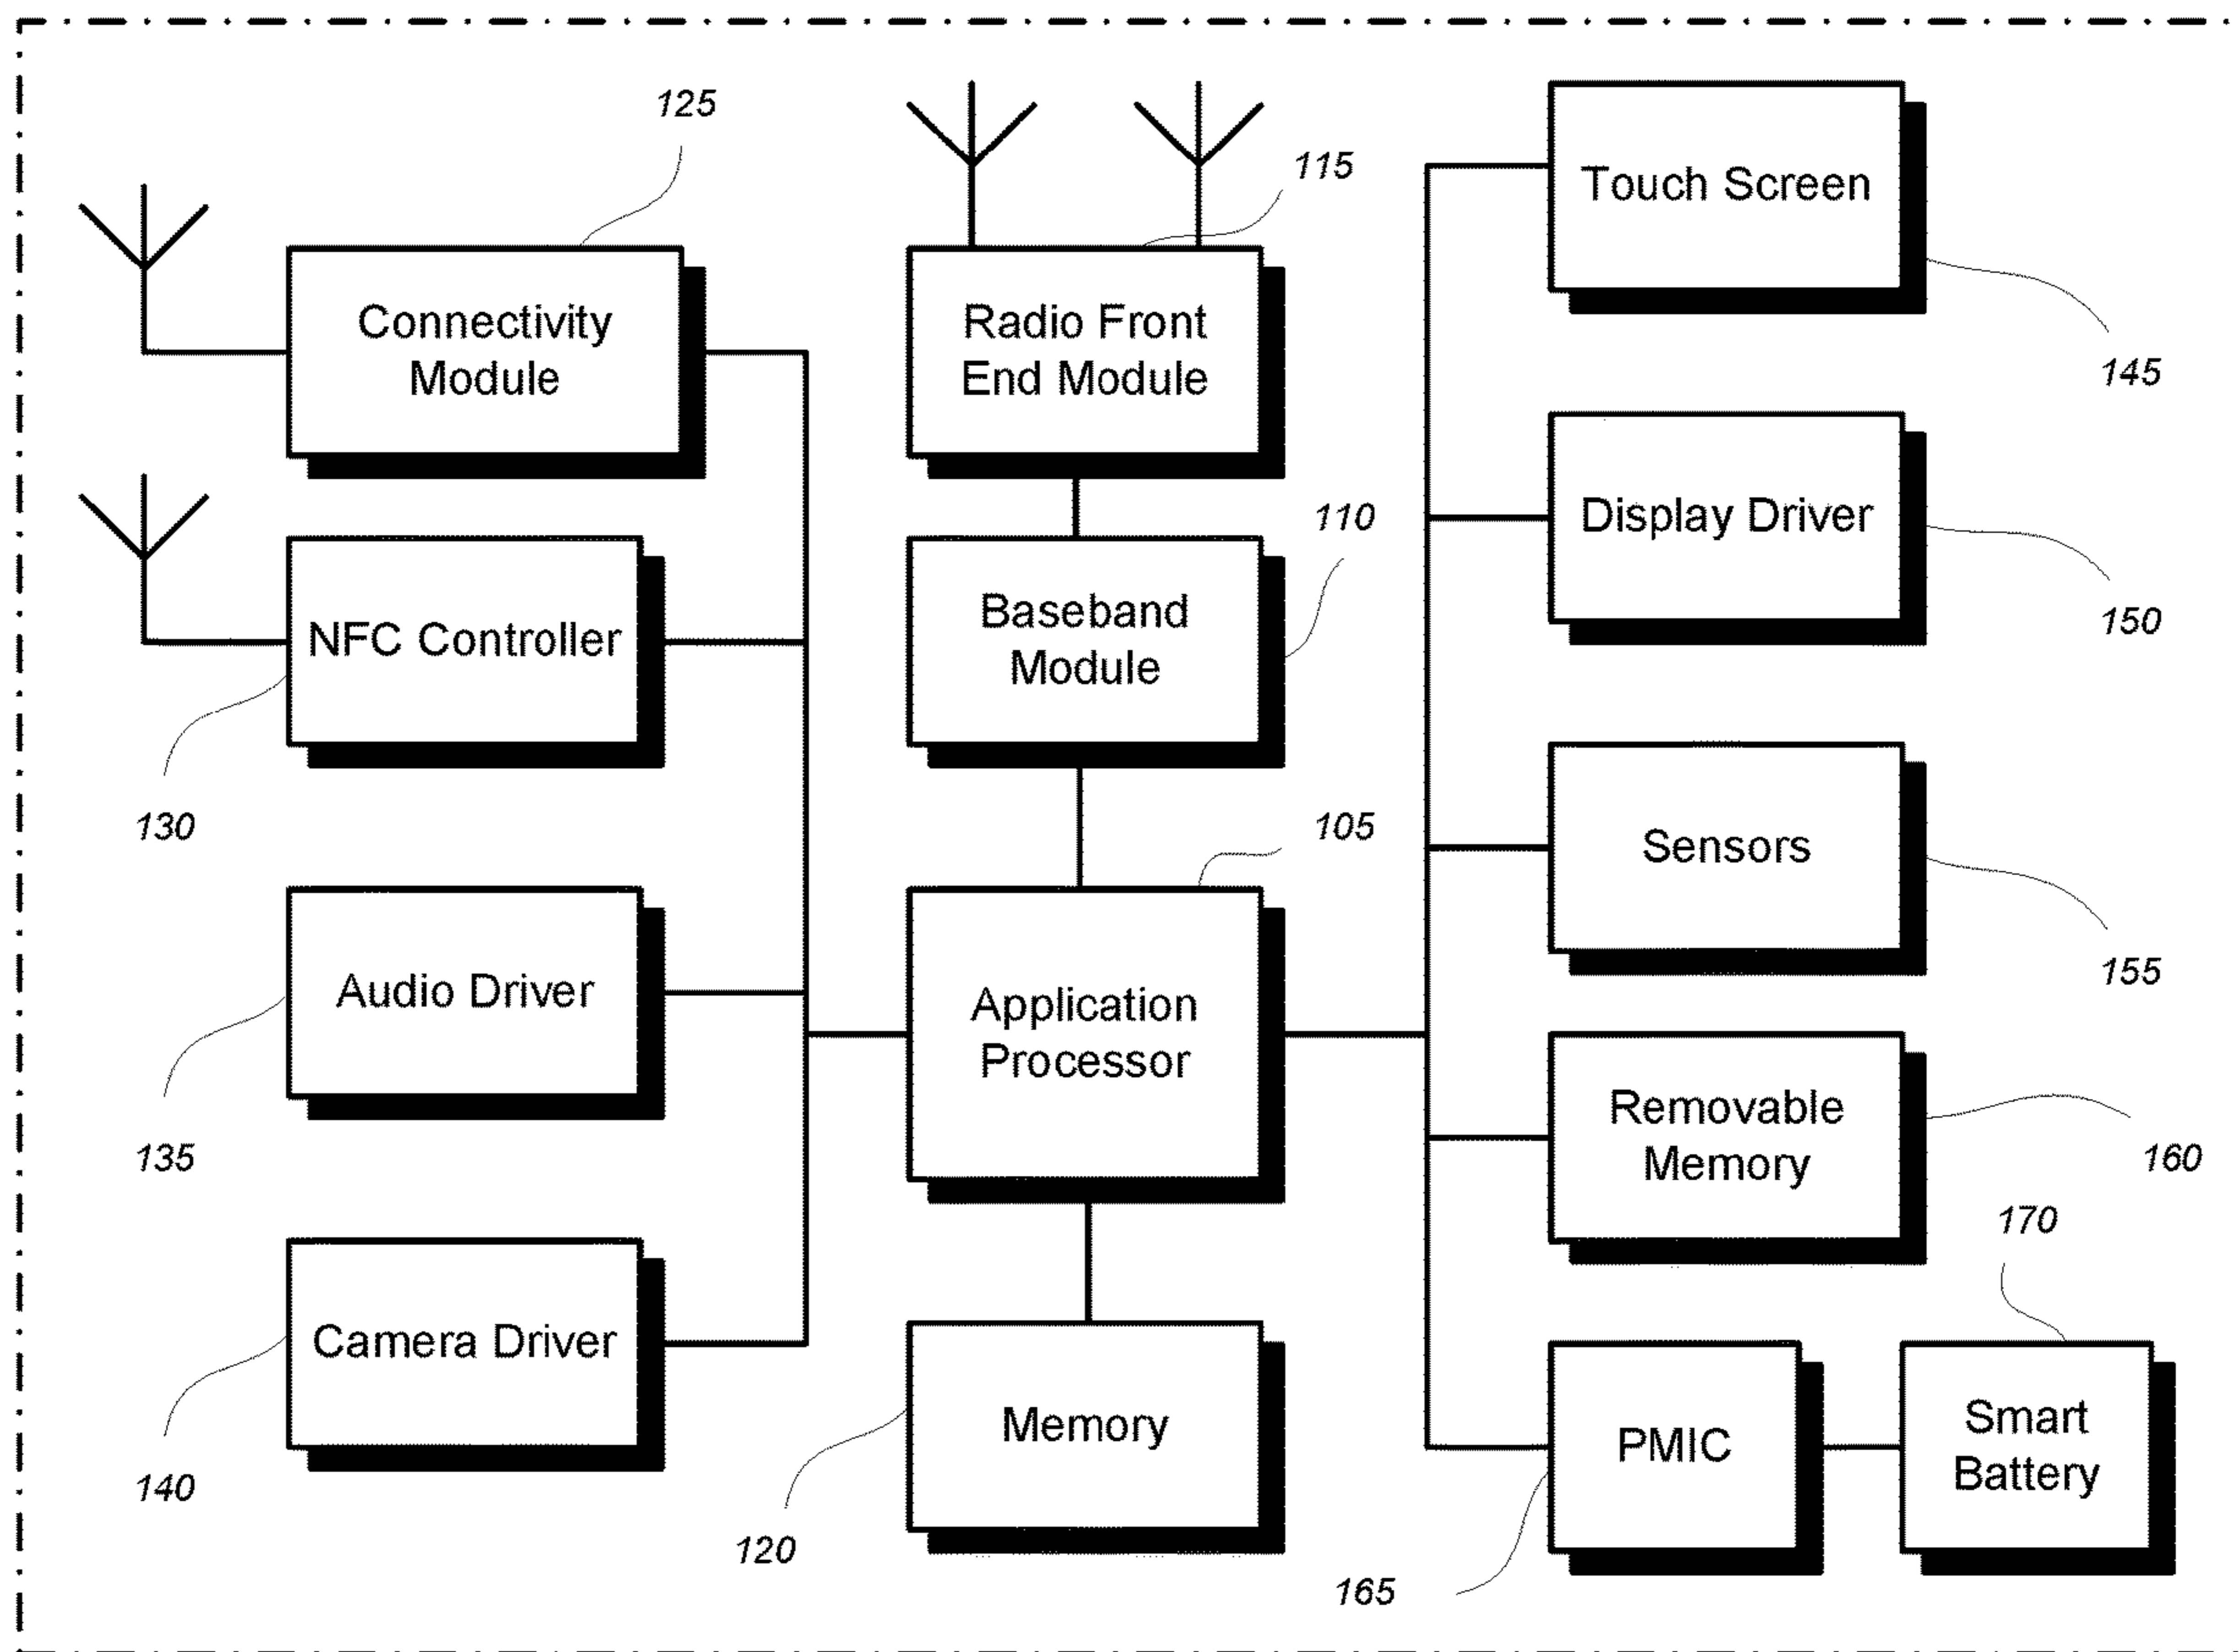 125
115
Touch Screen
Connectivity
Module
Radio Front
End Module
145
110
Display Driver
NFC Controller
Baseband
Module
150
130
105
Sensors
155
Audio Driver
Application
Processor
Removable
Memory
135
160
170
Camera Driver
Memory
PMIC
Smart
Battery
140
120
165